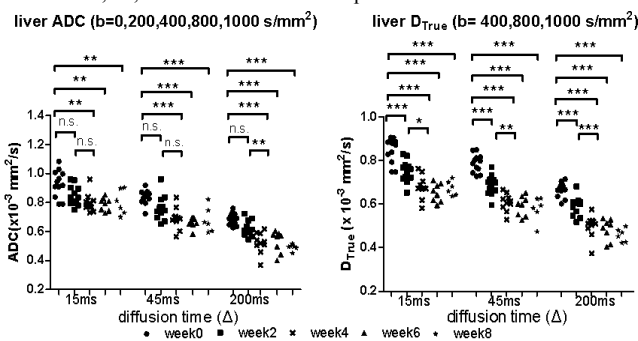 liver ADC (b=0,200,400,800,1000 s/mm²)
** *** ***
** *** ***
** *** ***
n.s. n.s. n.s.
n.s. n.s. **
1.4
1.2
1.0
0.8
0.6
0.4
0.2
ADC(x10⁻³ mm²/s)
15ms 45ms 200ms
diffusion time (Δ)
liver D_True (b= 400,800,1000 s/mm²)
*** *** ***
*** *** ***
*** *** ***
*** *** ***
* ** ***
1.0
0.8
0.6
0.4
0.2
D_True (x 10⁻³ mm²/s)
15ms 45ms 200ms
diffusion time (Δ)
week0 week2 week4 week6 week8